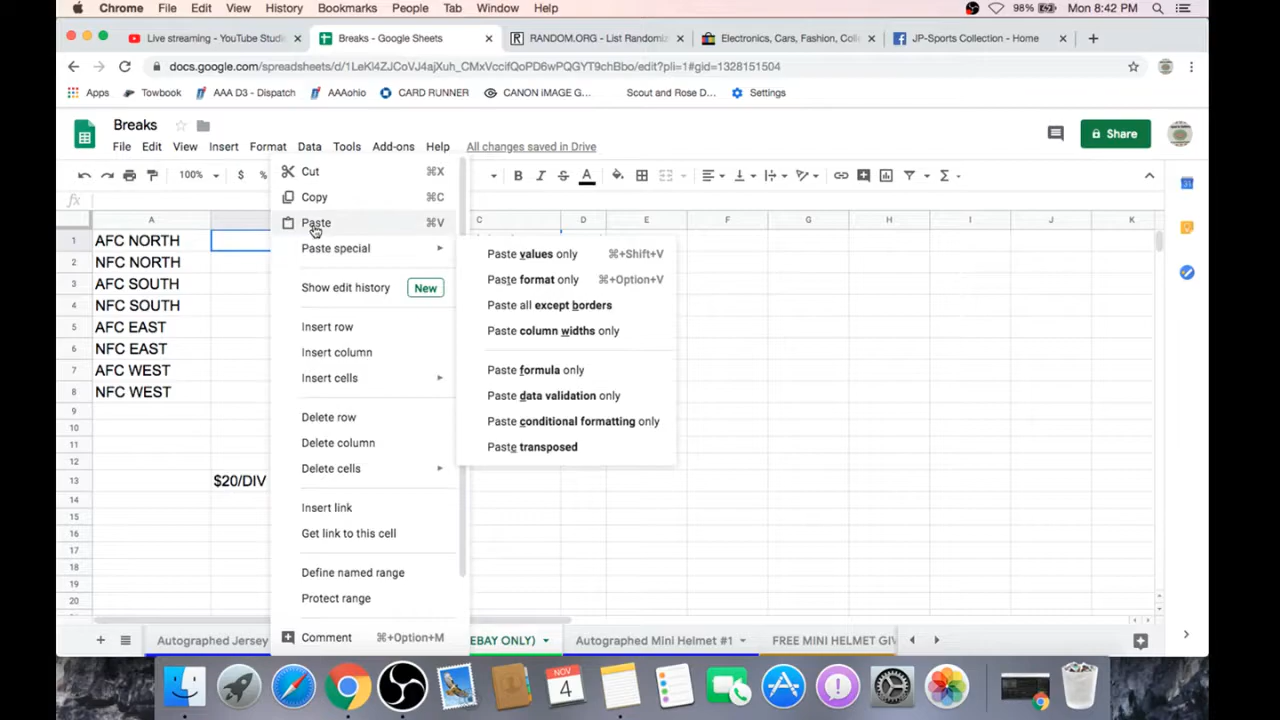 Chrome File Edit View History Bookmarks People Tab Window Help 98% Mon 8:42 PM
Live streaming - YouTube Studi × Breaks - Google Sheets × RANDOM.ORG - List Randomiz × Electronics, Cars, Fashion, Coll × JP-Sports Collection - Home × +
docs.google.com/spreadsheets/d/1LeKl4ZJCoVJ4ajXuh_CMxVccifQoPD6wPQGYT9chBbo/edit?pli=1#gid=1328151504
Apps Towbook AAA D3 - Dispatch AAAohio CARD RUNNER CANON iMAGE G... Scout and Rose D... Settings
Breaks
Share
File Edit View Insert Format Data Tools Add-ons Help All changes saved in Drive
100% $ % B I S A Σ
fx
A C D E F G H I J K
1 AFC NORTH
2 NFC NORTH
3 AFC SOUTH
4 NFC SOUTH
5 AFC EAST
6 NFC EAST
7 AFC WEST
8 NFC WEST
9
10
11
12
13 $20/DIV
14
15
16
17
18
19
20
Cut ⌘X
Copy ⌘C
Paste ⌘V
Paste special
Show edit history New
Insert row
Insert column
Insert cells
Delete row
Delete column
Delete cells
Insert link
Get link to this cell
Define named range
Protect range
Comment ⌘+Option+M
Paste values only ⌘+Shift+V
Paste format only ⌘+Option+V
Paste all except borders
Paste column widths only
Paste formula only
Paste data validation only
Paste conditional formatting only
Paste transposed
+ Autographed Jersey EBAY ONLY) Autographed Mini Helmet #1 FREE MINI HELMET GIV
NOV
4